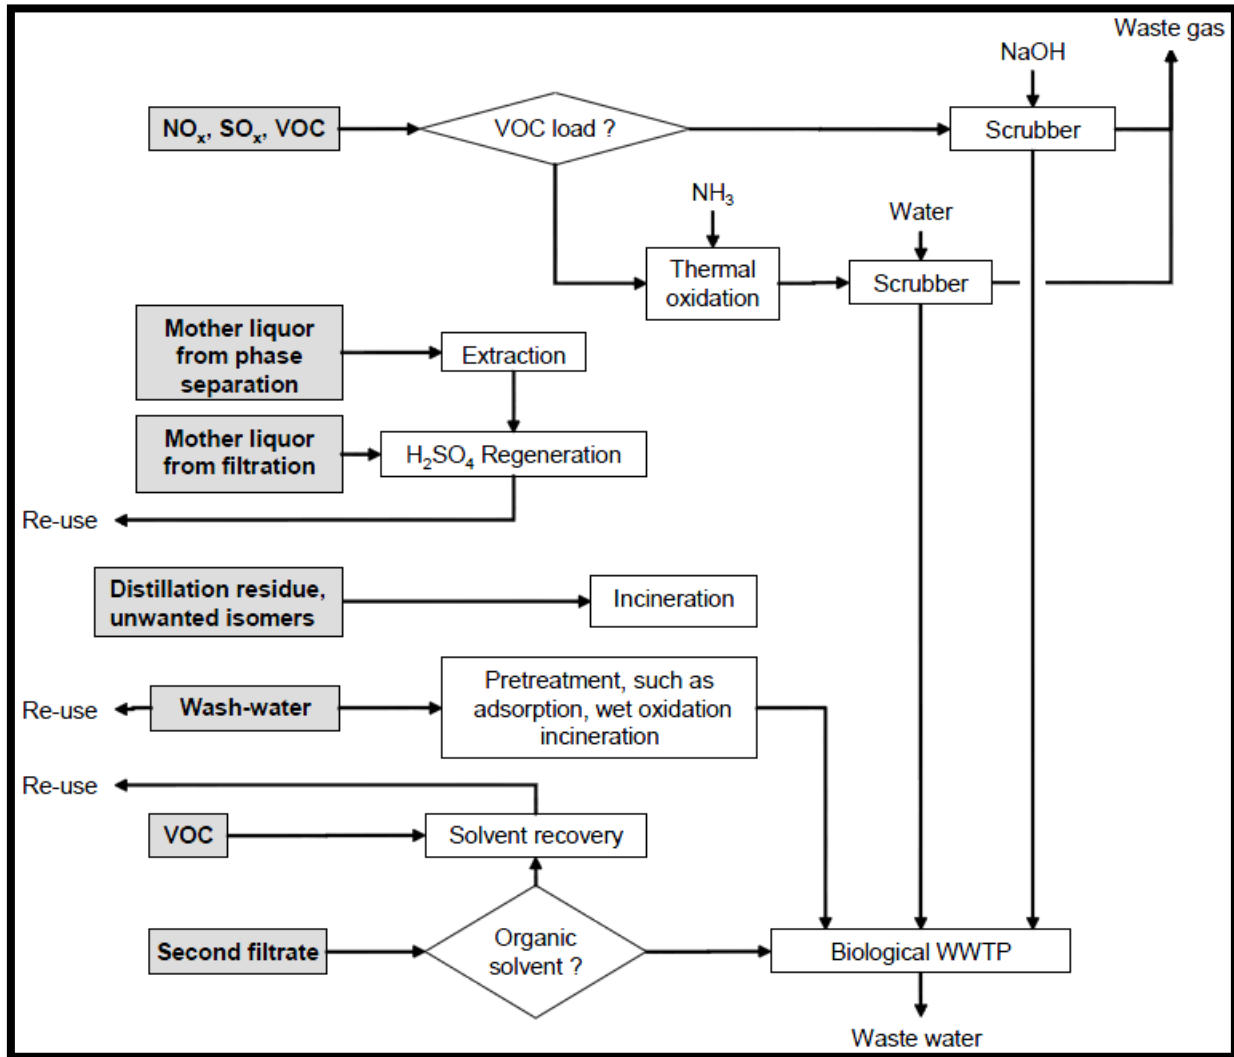 Waste gas
NaOH
NOx, SOx, VOC
VOC load ?
Scrubber
NH3
Water
Thermal
oxidation
Scrubber
Mother liquor
from phase
separation
Extraction
Mother liquor
from filtration
H2SO4 Regeneration
Re-use
Distillation residue,
unwanted isomers
Incineration
Re-use
Wash-water
Pretreatment, such as
adsorption, wet oxidation
incineration
Re-use
VOC
Solvent recovery
Second filtrate
Organic
solvent ?
Biological WWTP
Waste water